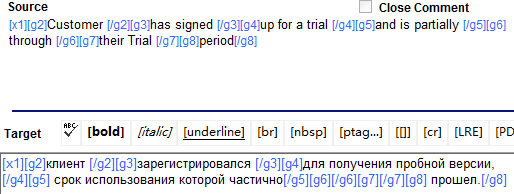 Source Close Comment
[x1][g2]Customer [/g2][g3]has signed [/g3][g4]up for a trial [/g4][g5]and is partially [/g5][g6]
through [/g6][g7]their Trial [/g7][g8]period[/g8]
Target ABC [bold] [italic] [underline] [br] [nbsp] [ptag...] [[]] [cr] [LRE] [PD
[x1][g2]клиент [/g2][g3]зарегистрировался [/g3][g4]для получения пробной версии,
[/g4][g5] срок использования которой частично[/g5][g6][/g6][g7][/g7][g8] прошел.[/g8]